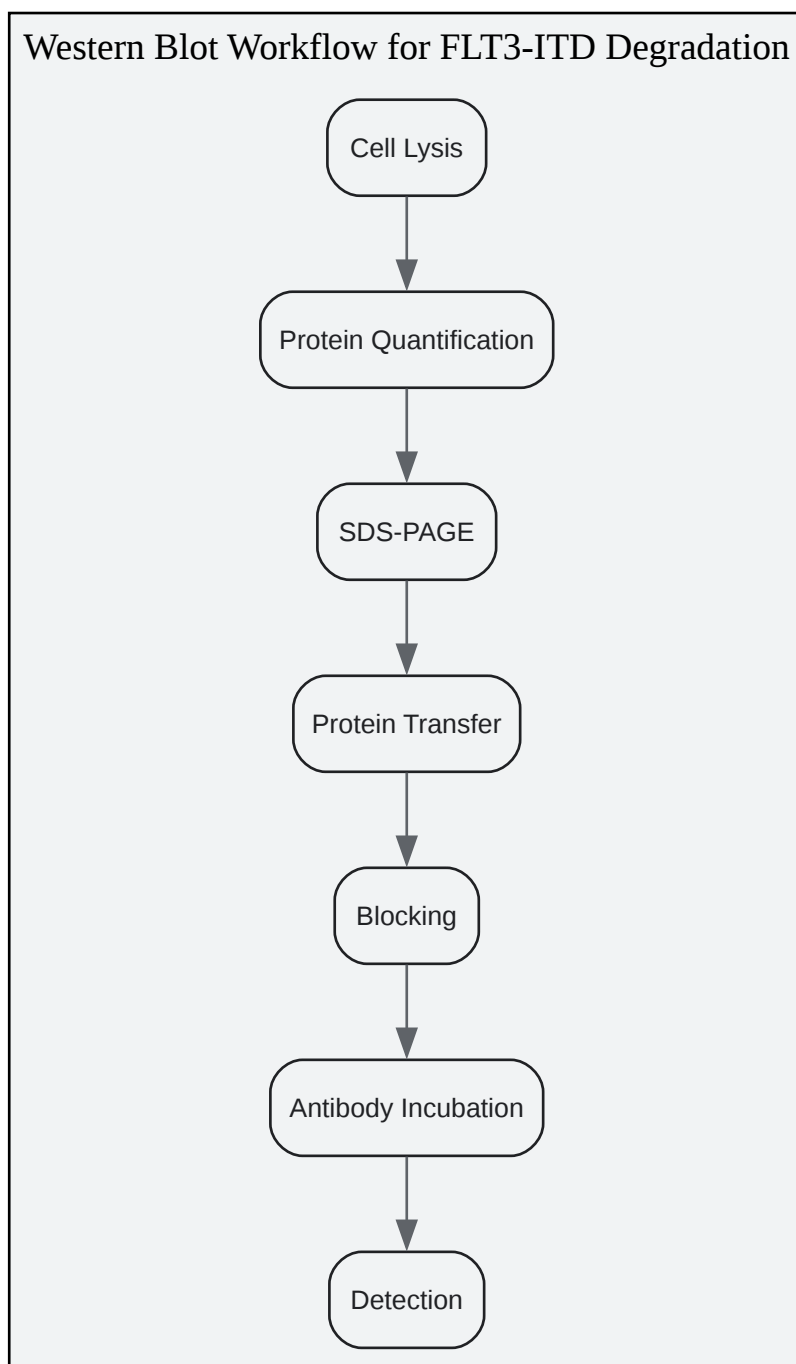 Western Blot Workflow for FLT3-ITD Degradation
Cell Lysis
Protein Quantification
SDS-PAGE
Protein Transfer
Blocking
Antibody Incubation
Detection